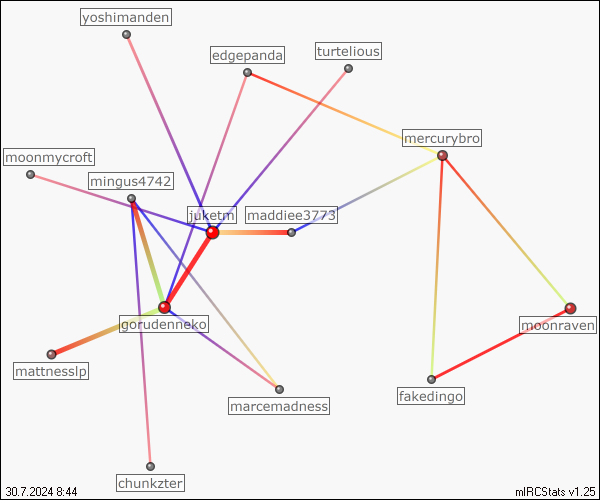 yoshimanden
edgepanda
turtelious
mercurybro
moonmycroft
mingus4742
juketm
maddiee3773
gorudenneko
moonraven
mattnesslp
fakedingo
marcemadness
chunkzter
30.7.2024 8:44
mIRCStats v1.25